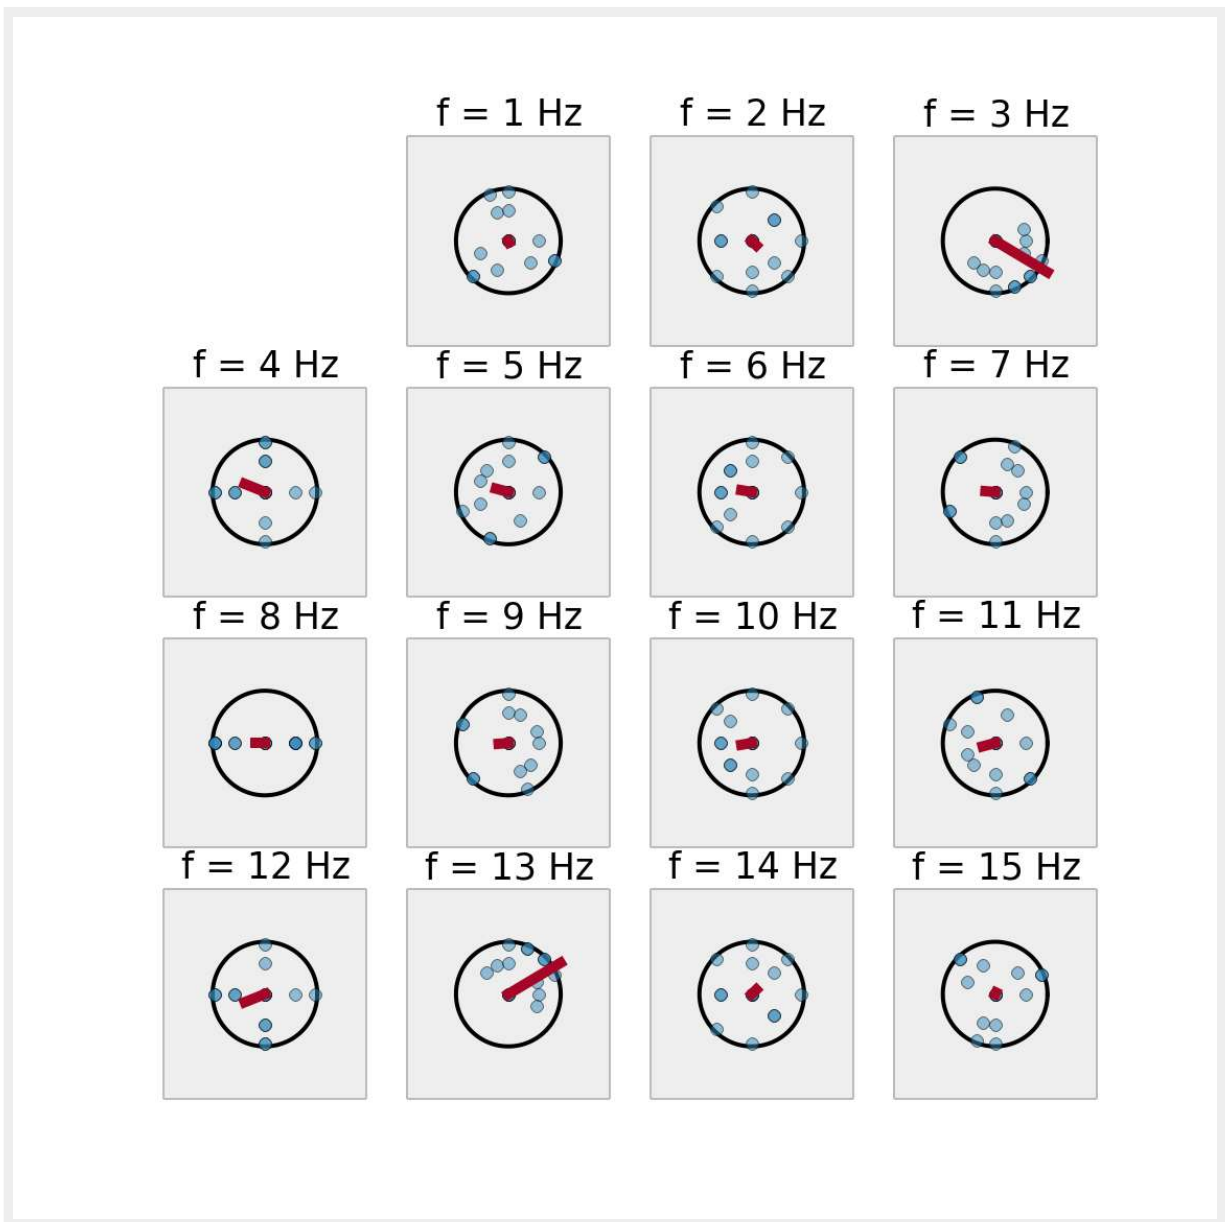 f = 1 Hz
f = 2 Hz
f = 3 Hz
f = 4 Hz
f = 5 Hz
f = 6 Hz
f = 7 Hz
f = 8 Hz
f = 9 Hz
f = 10 Hz
f = 11 Hz
f = 12 Hz
f = 13 Hz
f = 14 Hz
f = 15 Hz